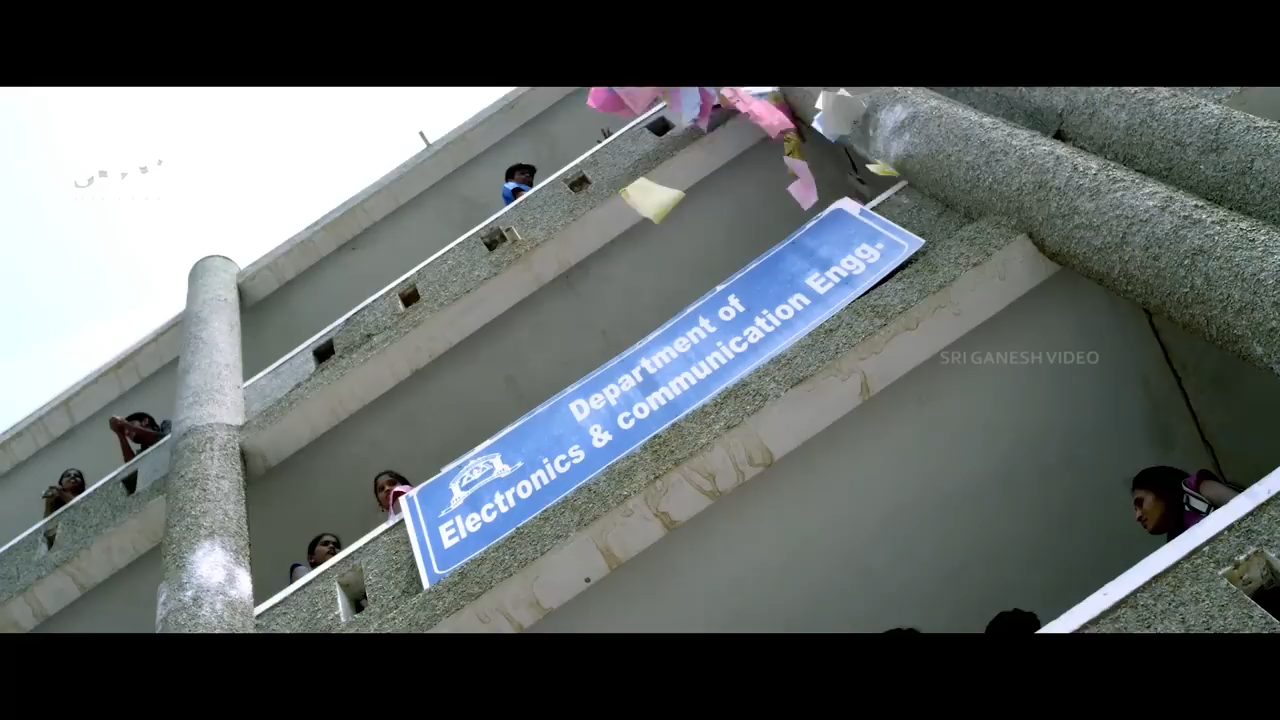 Department of
Electronics & communication Engg.
SRI GANESH VIDEO